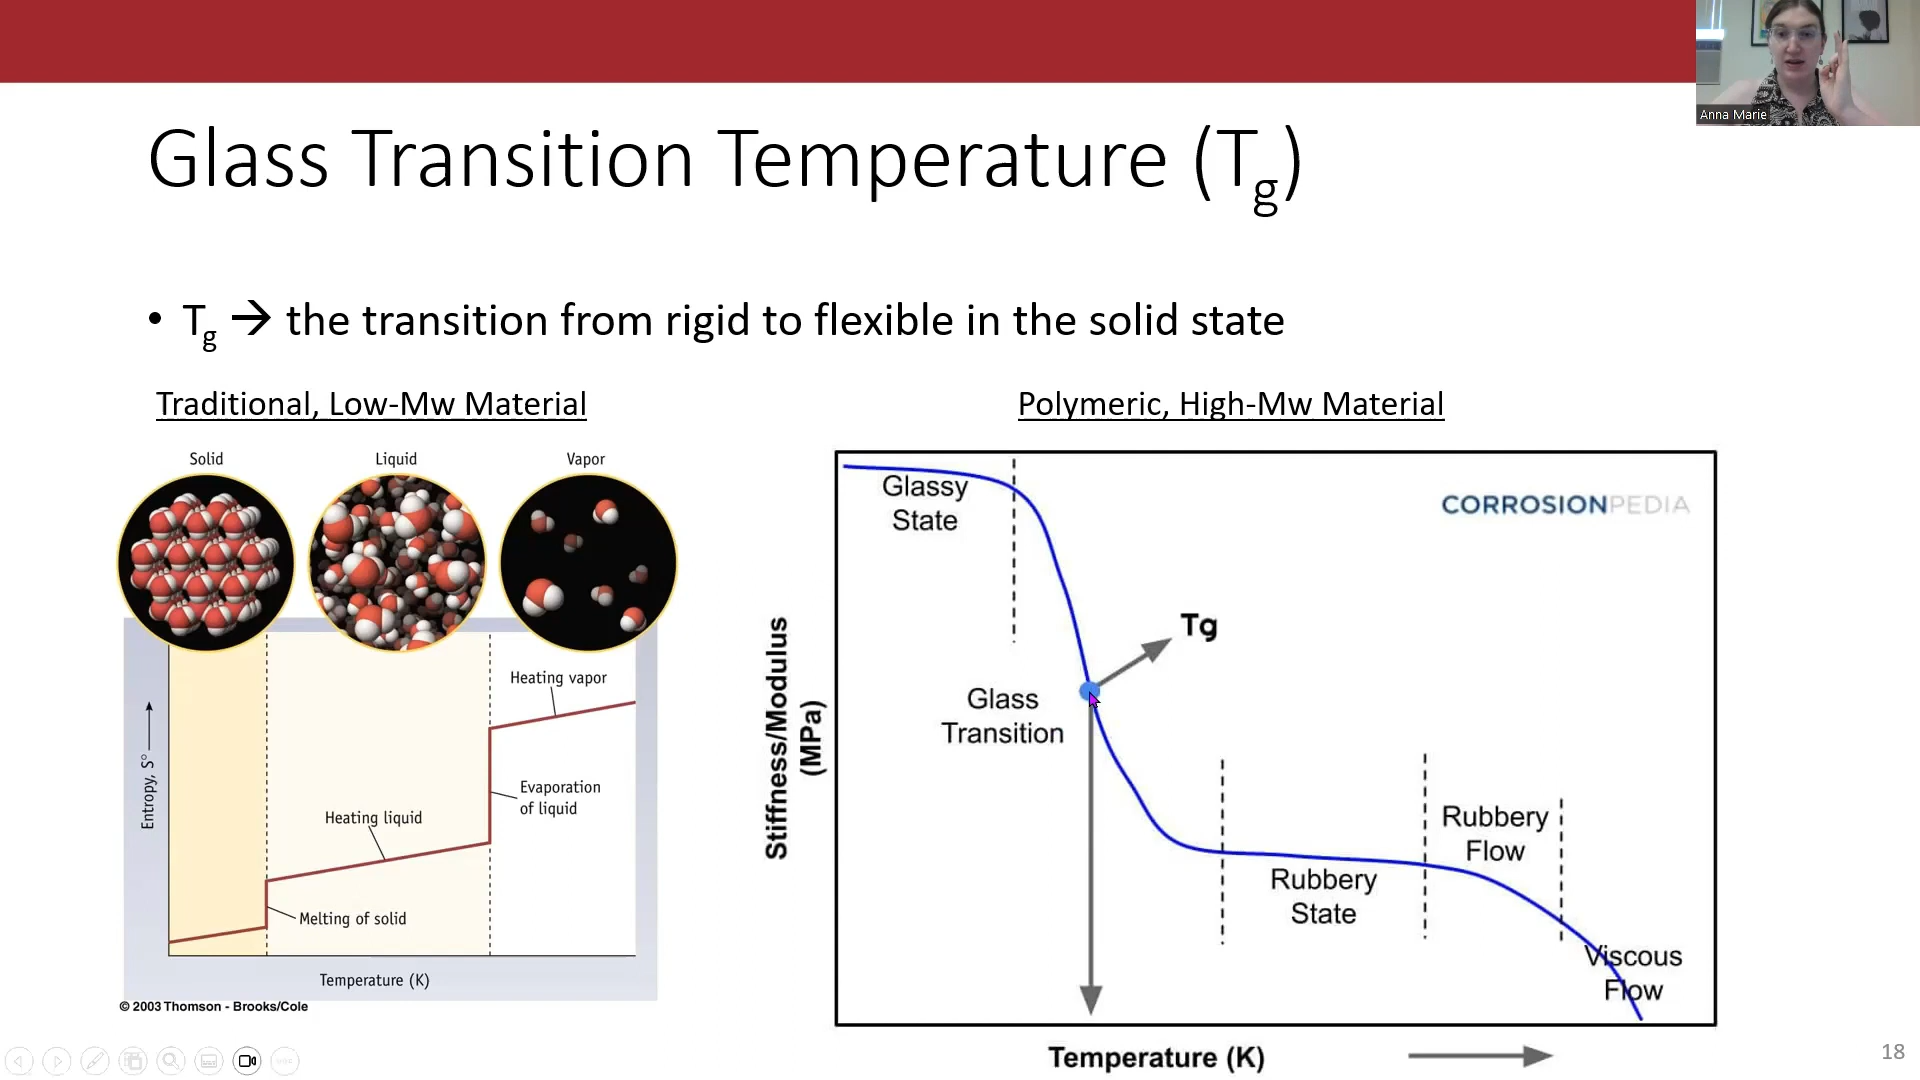 Anna Marie
Glass Transition Temperature (Tg)
• Tg → the transition from rigid to flexible in the solid state
Traditional, Low-Mw Material
Solid
Liquid
Vapor
Heating vapor
Evaporation
of liquid
Heating liquid
Melting of solid
Entropy, S°
Temperature (K)
© 2003 Thomson - Brooks/Cole
Polymeric, High-Mw Material
Glassy
State
CORROSIONPEDIA
Tg
Glass
Transition
Rubbery
State
Rubbery
Flow
Viscous
Flow
Stiffness/Modulus
(MPa)
Temperature (K)
18